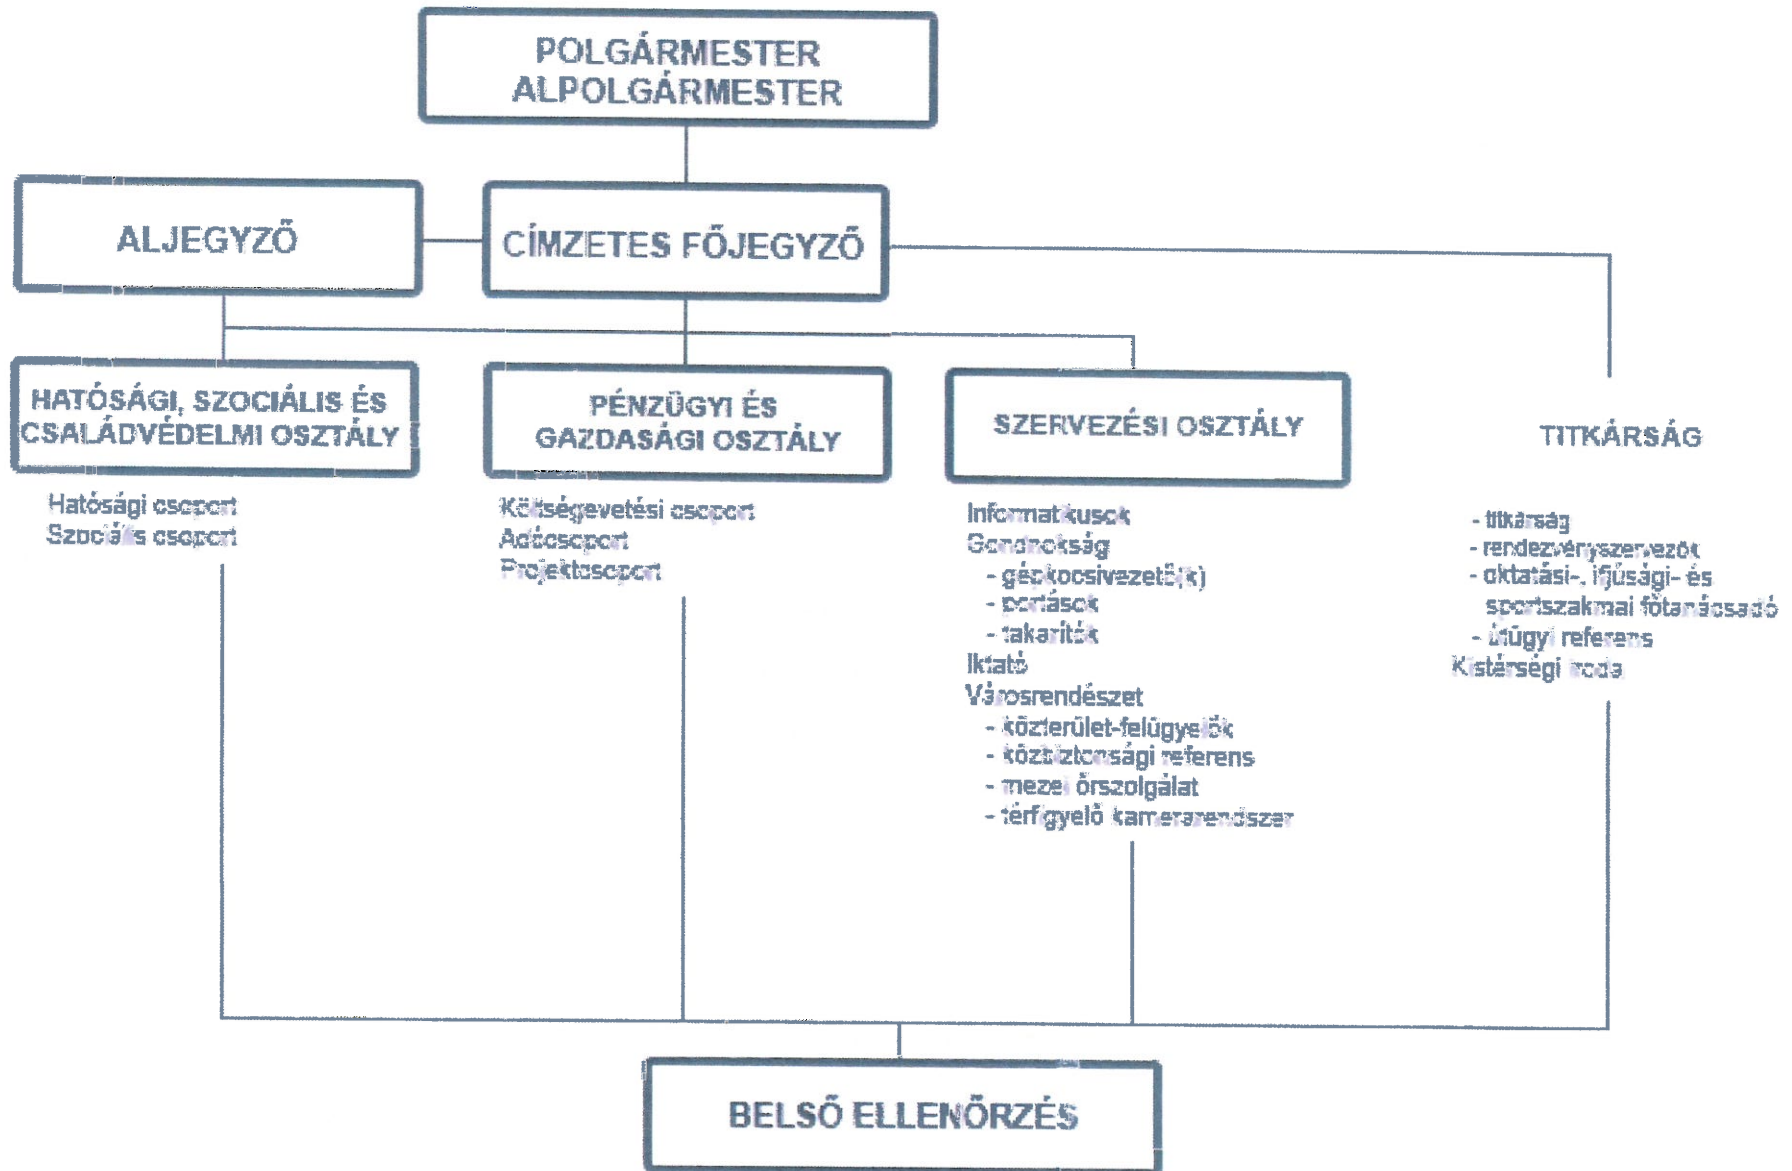 POLGÁRMESTER
ALPOLGÁRMESTER
ALJEGYZŐ
CÍMZETES FŐJEGYZŐ
HATÓSÁGI, SZOCIÁLIS ÉS
CSALÁDVÉDELMI OSZTÁLY
Hatósági csoport
Szociális csoport
PÉNZÜGYI ÉS
GAZDASÁGI OSZTÁLY
Költségevetési csoport
Adócsoport
Projektcsoport
SZERVEZÉSI OSZTÁLY
Informatikusok
Gondnokság
- gépkocsivezető(k)
- portások
- takarítók
Iktató
Városrendészet
- közterület-felügyelők
- közbiztonsági referens
- mezei őrszolgálat
- térfigyelő kamerarendszer
TITKÁRSÁG
- titkárság
- rendezvényszervezők
- oktatási-, ifjúsági- és
sportszakmai főtanácsadó
- útügyi referens
Kistérségi iroda
BELSŐ ELLENŐRZÉS